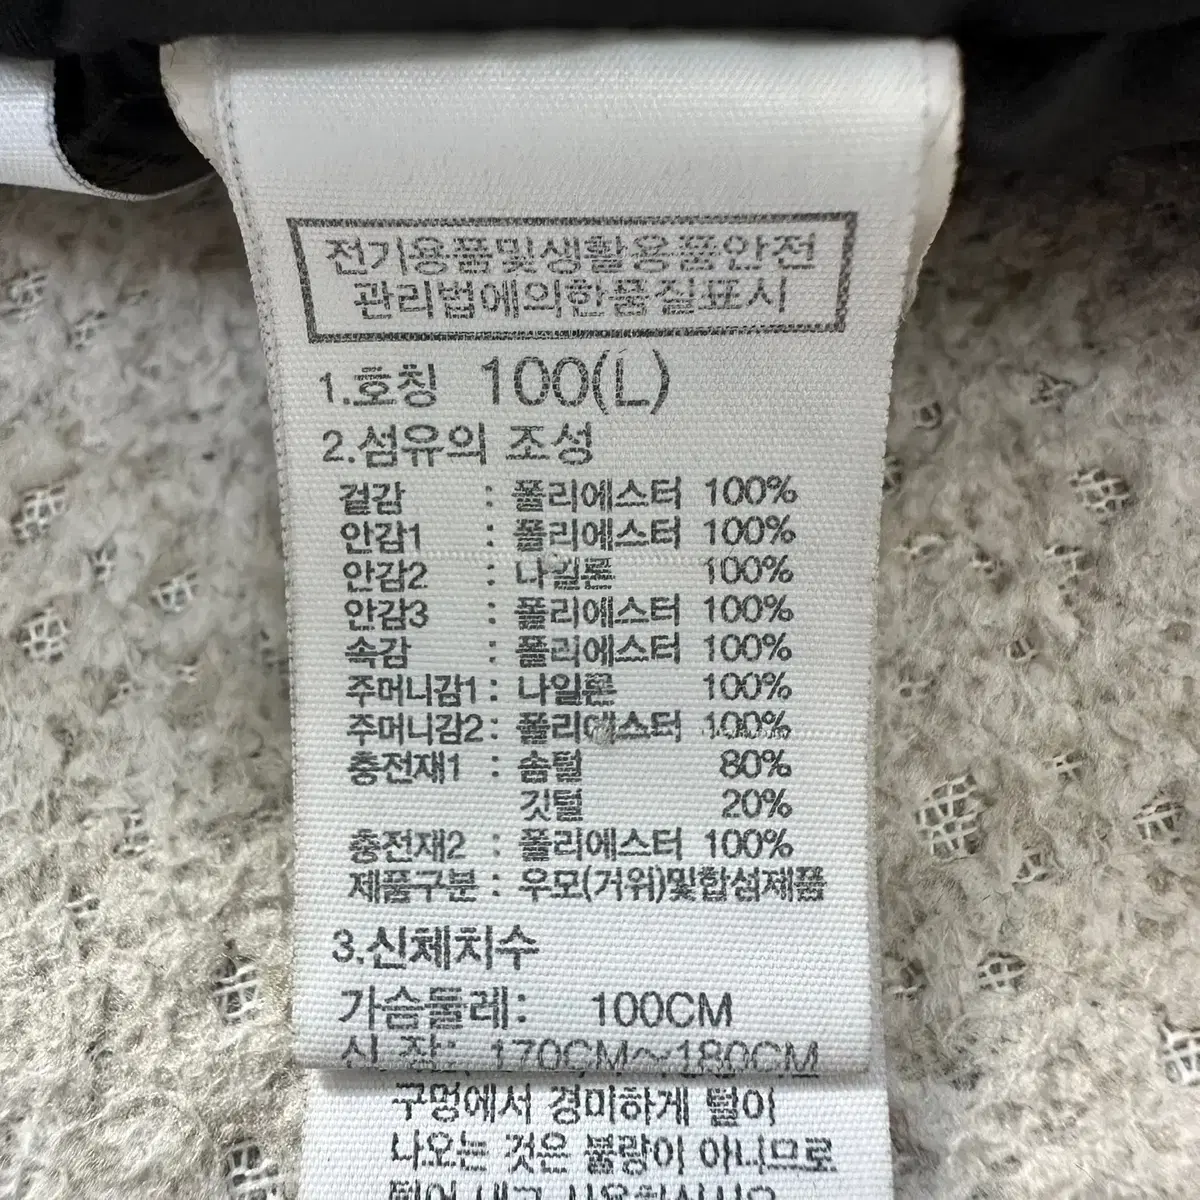 전기용품및생활용품안전
관리법에의한품질표시
1.호칭 100(L)
2.섬유의 조성
겉감 : 폴리에스터 100%
안감1 : 폴리에스터 100%
안감2 : 나일론 100%
안감3 : 폴리에스터 100%
속감 : 폴리에스터 100%
주머니감1 : 나일론 100%
주머니감2 : 폴리에스터 100%
충전재1 : 솜털 80%
깃털 20%
충전재2 : 폴리에스터 100%
제품구분 : 우모(거위)및합섬제품
3.신체치수
가슴둘레: 100CM
신 장: 170CM~180CM
구멍에서 경미하게 털이
나오는 것은 불량이 아니므로